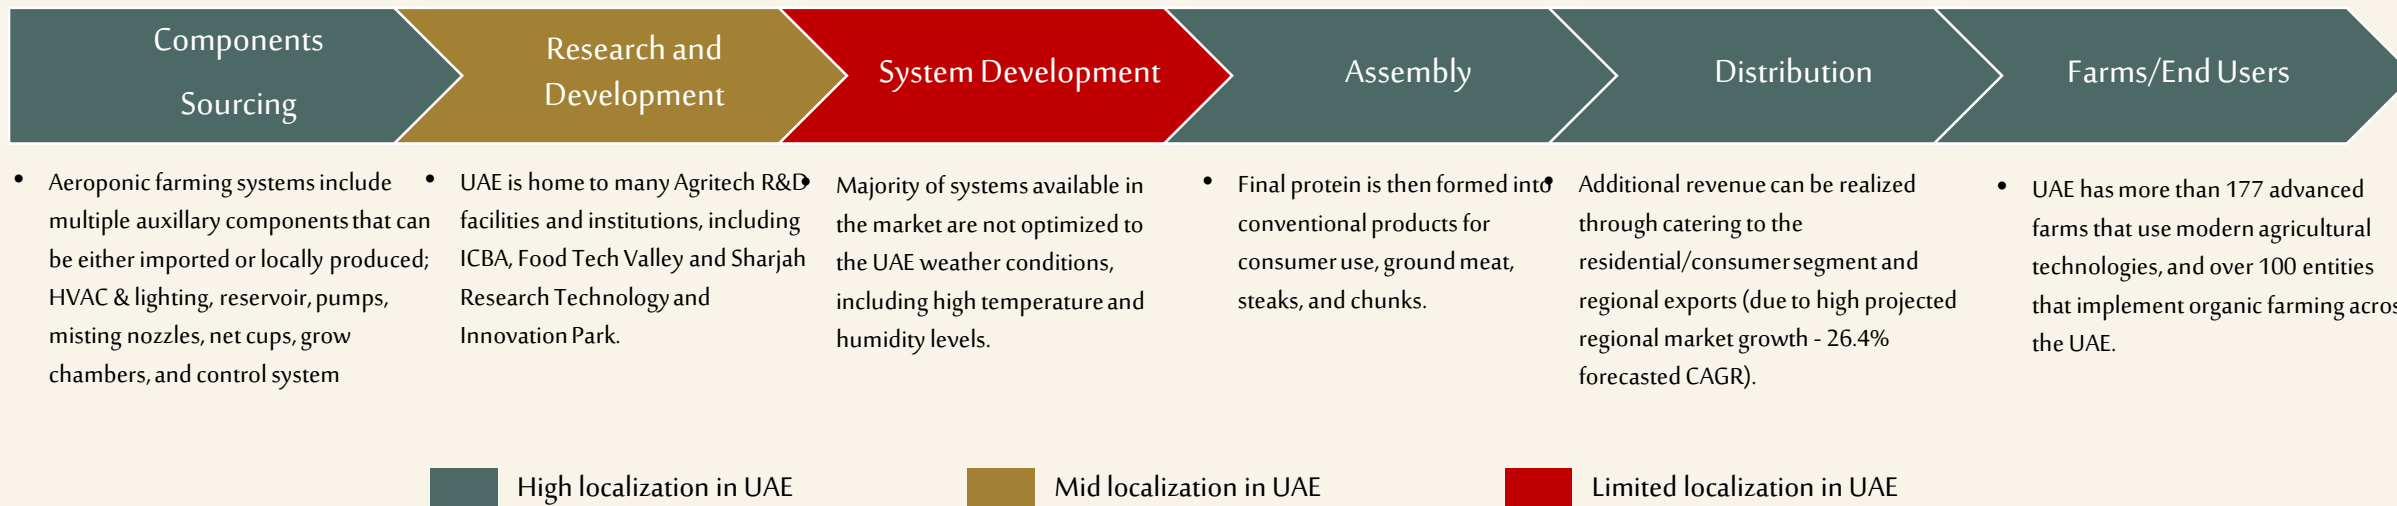 Components
Sourcing
Research and
Development
System Development
Assembly
Distribution
Farms/End Users
• Aeroponic farming systems include
multiple auxillary components that can
be either imported or locally produced;
HVAC & lighting, reservoir, pumps,
misting nozzles, net cups, grow
chambers, and control system
• UAE is home to many Agritech R&D
facilities and institutions, including
ICBA, Food Tech Valley and Sharjah
Research Technology and
Innovation Park.
• Majority of systems available in
the market are not optimized to
the UAE weather conditions,
including high temperature and
humidity levels.
• Final protein is then formed into
conventional products for
consumer use, ground meat,
steaks, and chunks.
• Additional revenue can be realized
through catering to the
residential/consumer segment and
regional exports (due to high projected
regional market growth - 26.4%
forecasted CAGR).
• UAE has more than 177 advanced
farms that use modern agricultural
technologies, and over 100 entities
that implement organic farming acros
the UAE.
High localization in UAE
Mid localization in UAE
Limited localization in UAE